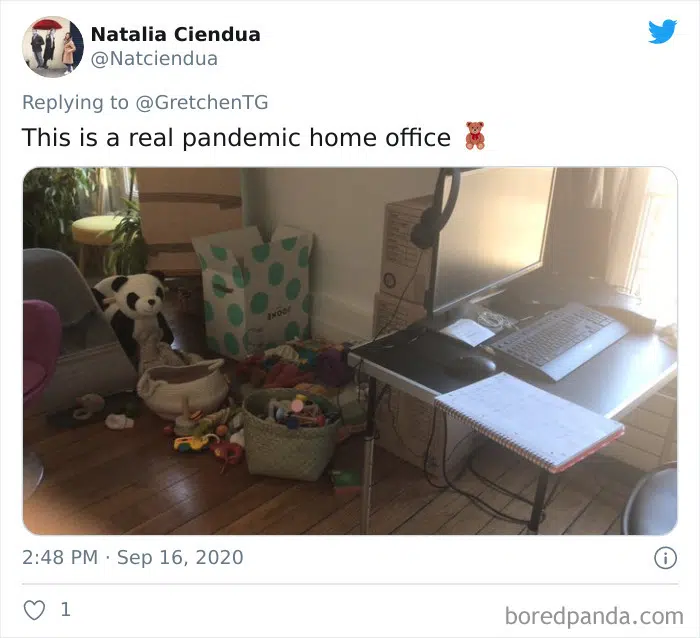 Natalia Ciendua
@Natciendua
Replying to @GretchenTG
This is a real pandemic home office 🧸
2:48 PM · Sep 16, 2020
1
boredpanda.com